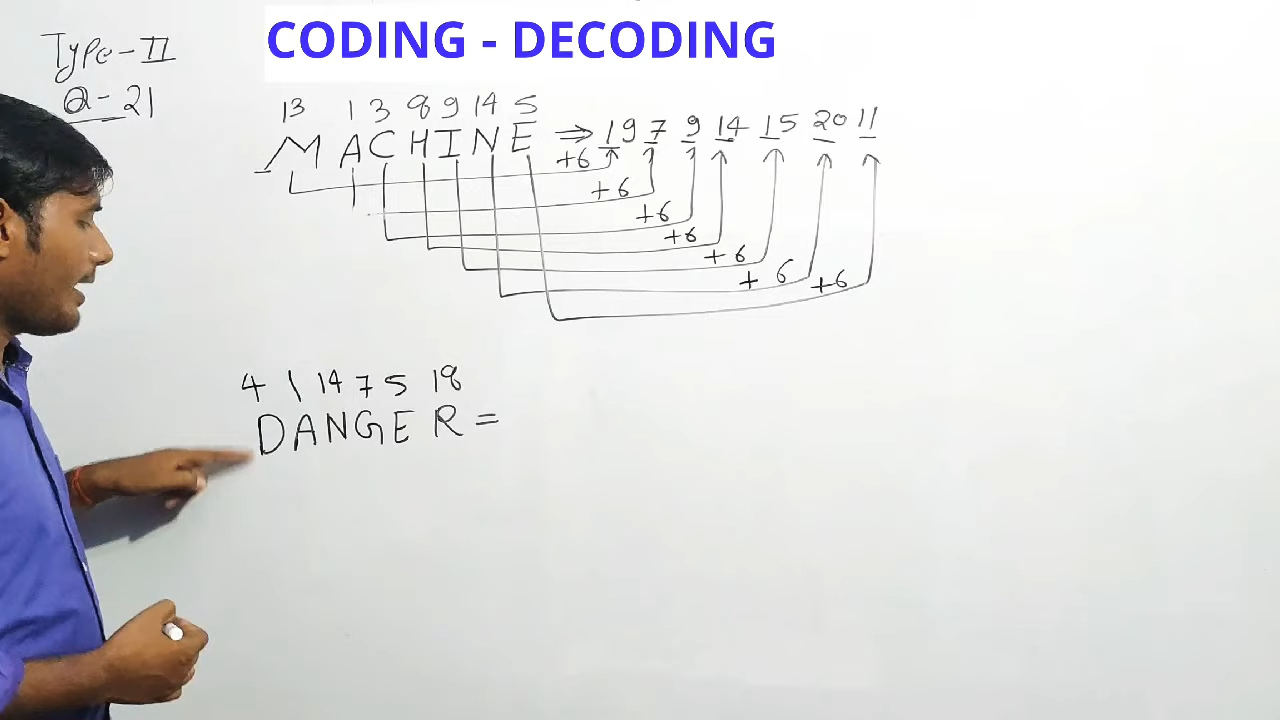 CODING - DECODING
Type-II
Q-21
13 1 3 8 9 14 5
MACHINE ⇒ 19 7 9 14 15 20 11
+6
+6
+6
+6
+6
+6
+6
4 1 14 7 5 18
DANGER =